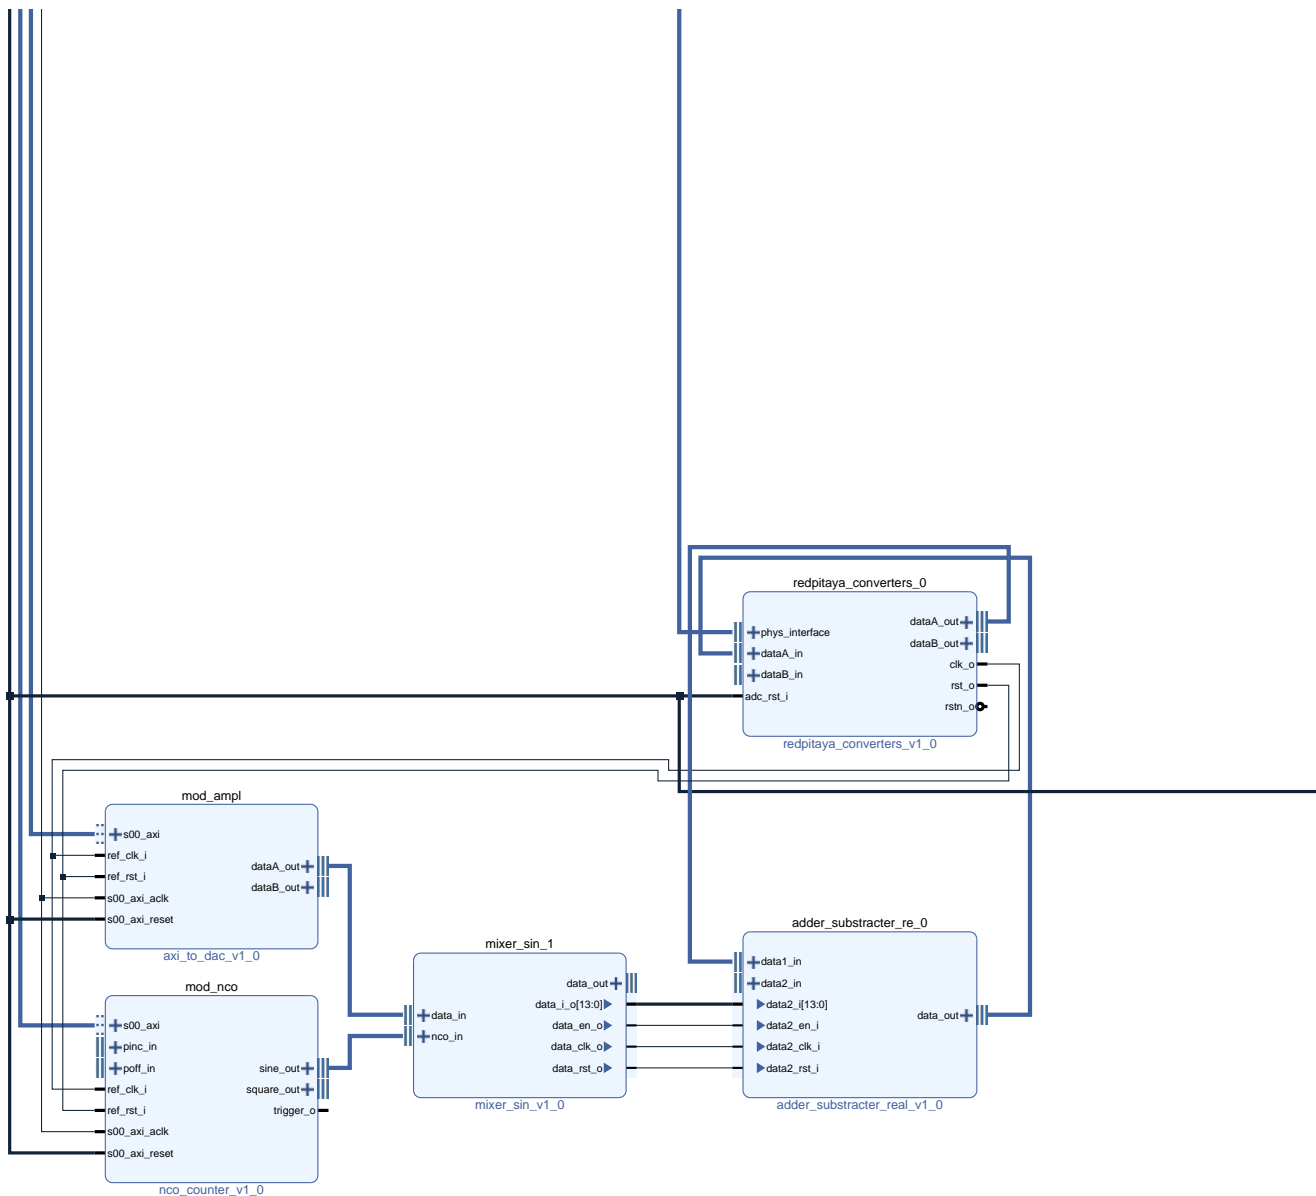 redpitaya_converters_0
phys_interface
dataA_in
dataB_in
adc_rst_i
dataA_out
dataB_out
clk_o
rst_o
rstn_o
redpitaya_converters_v1_0
mod_ampl
s00_axi
ref_clk_i
ref_rst_i
s00_axi_aclk
s00_axi_reset
dataA_out
dataB_out
axi_to_dac_v1_0
mod_nco
s00_axi
pinc_in
poff_in
ref_clk_i
ref_rst_i
s00_axi_aclk
s00_axi_reset
sine_out
square_out
trigger_o
nco_counter_v1_0
mixer_sin_1
data_in
nco_in
data_out
data_i_o[13:0]
data_en_o
data_clk_o
data_rst_o
mixer_sin_v1_0
adder_substracter_re_0
data1_in
data2_in
data2_i[13:0]
data2_en_i
data2_clk_i
data2_rst_i
data_out
adder_substracter_real_v1_0